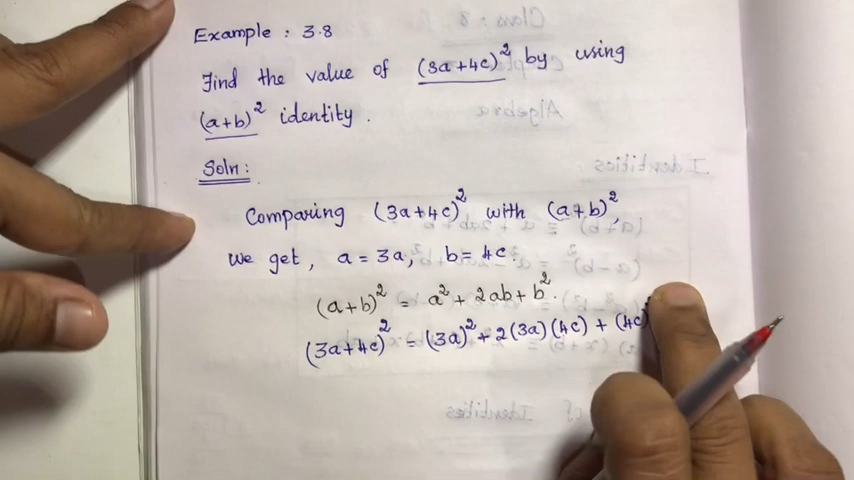 Example : 3.8
Find the value of (3a+4c)² by using
(a+b)² identity.
Soln:
Comparing (3a+4c)² with (a+b)²,
we get, a = 3a, b = 4c.
(a+b)² = a² + 2ab + b².
(3a+4c)² = (3a)² + 2(3a)(4c) + (4c)